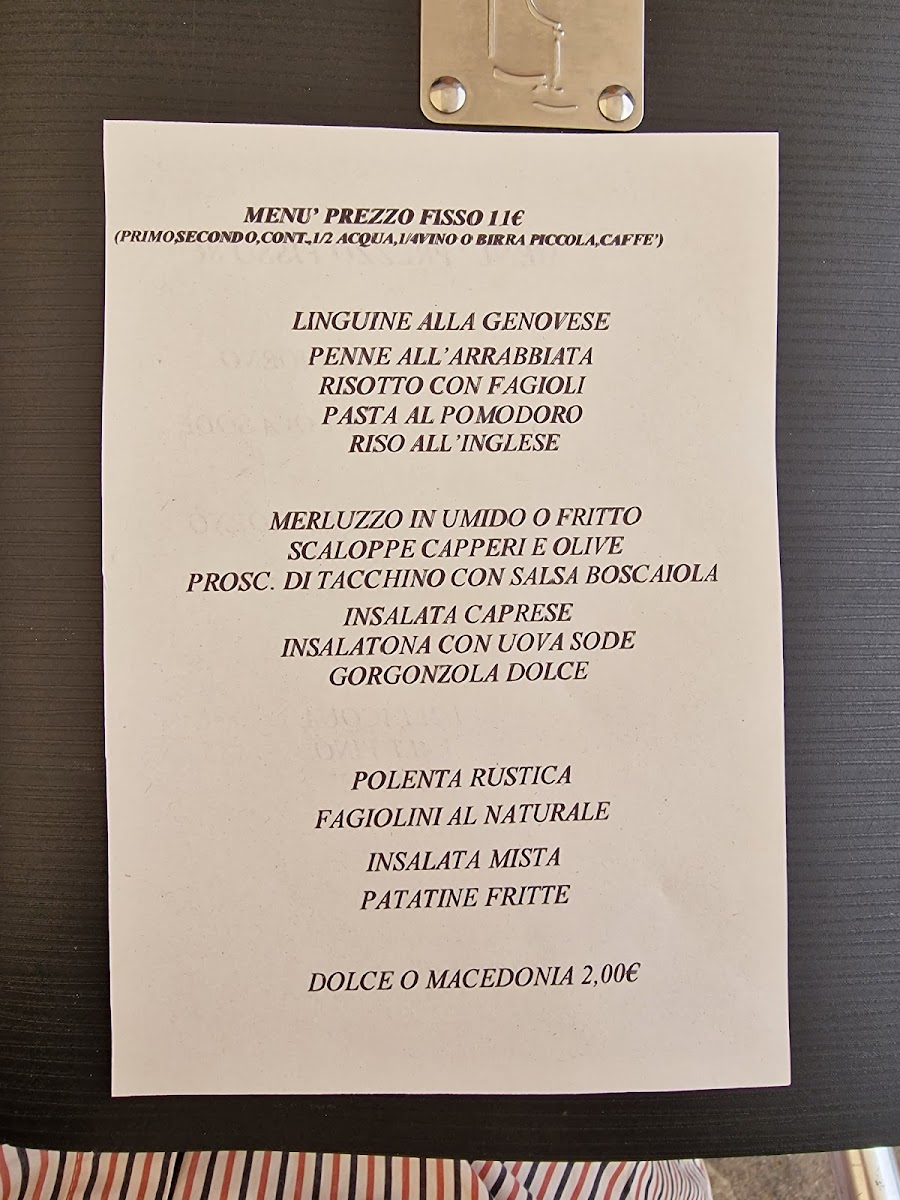 MENU' PREZZO FISSO 11€
(PRIMO,SECONDO,CONT.,1/2 ACQUA,1/4VINO O BIRRA PICCOLA,CAFFE')
LINGUINE ALLA GENOVESE
PENNE ALL'ARRABBIATA
RISOTTO CON FAGIOLI
PASTA AL POMODORO
RISO ALL'INGLESE
MERLUZZO IN UMIDO O FRITTO
SCALOPPE CAPPERI E OLIVE
PROSC. DI TACCHINO CON SALSA BOSCAIOLA
INSALATA CAPRESE
INSALATONA CON UOVA SODE
GORGONZOLA DOLCE
POLENTA RUSTICA
FAGIOLINI AL NATURALE
INSALATA MISTA
PATATINE FRITTE
DOLCE O MACEDONIA 2,00€